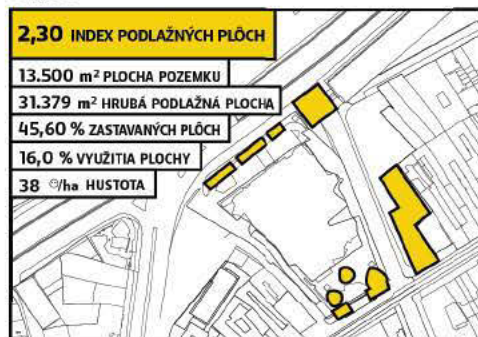 2,30 INDEX PODLAŽNÝCH PLÔCH
13.500 m² PLOCHA POZEMKU
31.379 m² HRUBÁ PODLAŽNÁ PLOCHA
45,60 % ZASTAVANÝCH PLÔCH
16,0 % VYUŽITIA PLOCHY
38 ☺/ha HUSTOTA